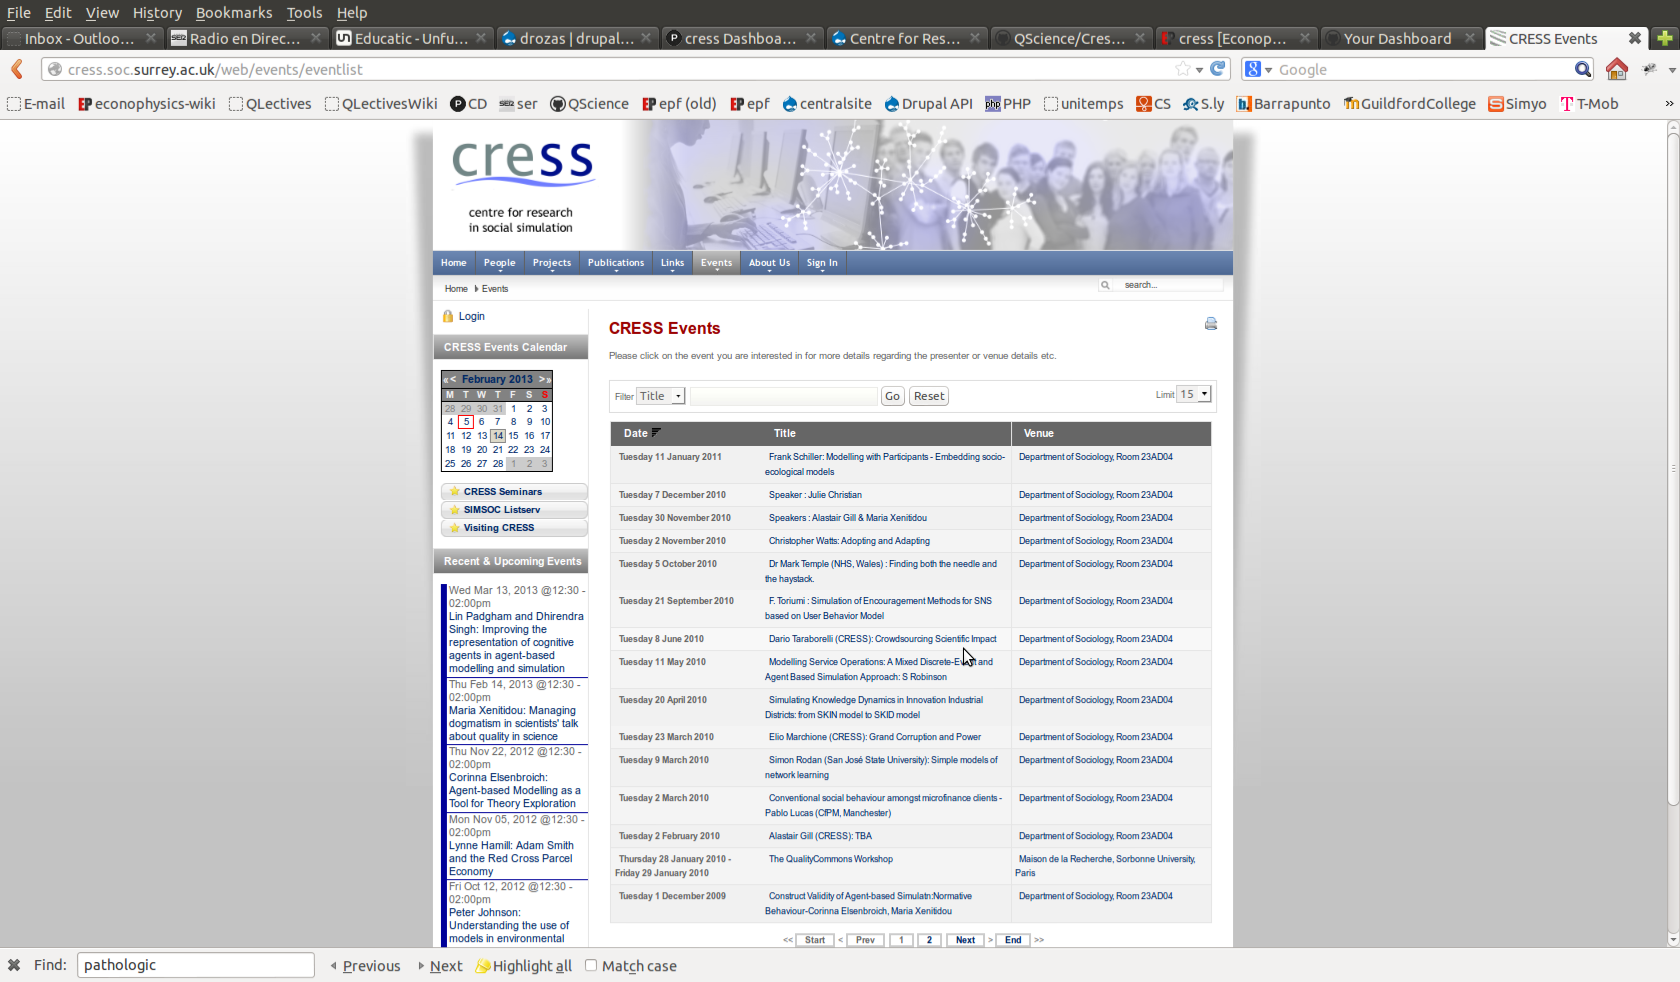 File Edit View History Bookmarks Tools Help
Inbox - Outloo... Radio en Direc... Educatic - Unfu... drozas | drupal... cress Dashboa... Centre for Res... QScience/Cres... cress [Econop... Your Dashboard CRESS Events
cress.soc.surrey.ac.uk/web/events/eventlist Google
E-mail econophysics-wiki QLectives QLectivesWiki CD ser QScience epf (old) epf centralsite Drupal API PHP unitemps CS S.ly Barrapunto GuildfordCollege Simyo T-Mob »
cress
centre for research
in social simulation
Home People Projects Publications Links Events About Us Sign In
Home Events search...
Login
CRESS Events Calendar
« < February 2013 > »
M T W T F S S
28 29 30 31 1 2 3
4 5 6 7 8 9 10
11 12 13 14 15 16 17
18 19 20 21 22 23 24
25 26 27 28 1 2 3
CRESS Seminars
SIMSOC Listserv
Visiting CRESS
Recent & Upcoming Events
Wed Mar 13, 2013 @12:30 -
02:00pm
Lin Padgham and Dhirendra
Singh: Improving the
representation of cognitive
agents in agent-based
modelling and simulation
Thu Feb 14, 2013 @12:30 -
02:00pm
Maria Xenitidou: Managing
dogmatism in scientists' talk
about quality in science
Thu Nov 22, 2012 @12:30 -
02:00pm
Corinna Elsenbroich:
Agent-based Modelling as a
Tool for Theory Exploration
Mon Nov 05, 2012 @12:30 -
02:00pm
Lynne Hamill: Adam Smith
and the Red Cross Parcel
Economy
Fri Oct 12, 2012 @12:30 -
02:00pm
Peter Johnson:
Understanding the use of
models in environmental
CRESS Events
Please click on the event you are interested in for more details regarding the presenter or venue details etc.
Filter Title Go Reset Limit 15
Date Title Venue
Tuesday 11 January 2011 Frank Schiller: Modelling with Participants - Embedding socio- Department of Sociology, Room 23AD04
ecological models
Tuesday 7 December 2010 Speaker : Julie Christian Department of Sociology, Room 23AD04
Tuesday 30 November 2010 Speakers : Alastair Gill & Maria Xenitidou Department of Sociology, Room 23AD04
Tuesday 2 November 2010 Christopher Watts: Adopting and Adapting Department of Sociology, Room 23AD04
Tuesday 5 October 2010 Dr Mark Temple (NHS, Wales) : Finding both the needle and Department of Sociology, Room 23AD04
the haystack.
Tuesday 21 September 2010 F. Toriumi : Simulation of Encouragement Methods for SNS Department of Sociology, Room 23AD04
based on User Behavior Model
Tuesday 8 June 2010 Dario Taraborelli (CRESS): Crowdsourcing Scientific Impact Department of Sociology, Room 23AD04
Tuesday 11 May 2010 Modelling Service Operations: A Mixed Discrete-Event and Department of Sociology, Room 23AD04
Agent Based Simulation Approach: S Robinson
Tuesday 20 April 2010 Simulating Knowledge Dynamics in Innovation Industrial Department of Sociology, Room 23AD04
Districts: from SKIN model to SKID model
Tuesday 23 March 2010 Elio Marchione (CRESS): Grand Corruption and Power Department of Sociology, Room 23AD04
Tuesday 9 March 2010 Simon Rodan (San José State University): Simple models of Department of Sociology, Room 23AD04
network learning
Tuesday 2 March 2010 Conventional social behaviour amongst microfinance clients - Department of Sociology, Room 23AD04
Pablo Lucas (CfPM, Manchester)
Tuesday 2 February 2010 Alastair Gill (CRESS): TBA Department of Sociology, Room 23AD04
Thursday 28 January 2010 - The QualityCommons Workshop Maison de la Recherche, Sorbonne University,
Friday 29 January 2010 Paris
Tuesday 1 December 2009 Construct Validity of Agent-based Simulatn:Normative Department of Sociology, Room 23AD04
Behaviour-Corinna Elsenbroich, Maria Xenitidou
<< Start < Prev 1 2 Next > End >>
Find: pathologic Previous Next Highlight all Match case